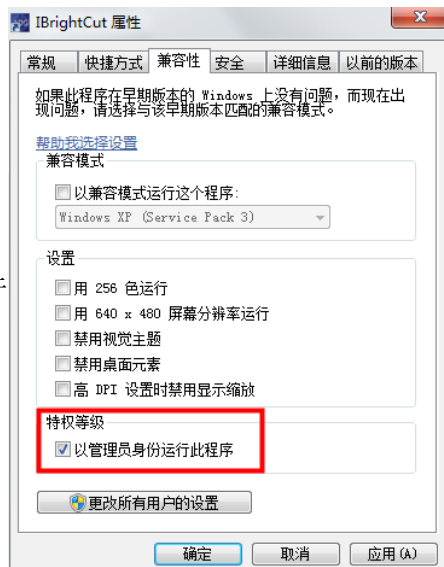 IBrightCut 属性
常规 快捷方式 兼容性 安全 详细信息 以前的版本
如果此程序在早期版本的 Windows 上没有问题，而现在出
现问题，请选择与该早期版本匹配的兼容模式。
帮助我选择设置
兼容模式
以兼容模式运行这个程序:
Windows XP (Service Pack 3)
设置
用 256 色运行
用 640 x 480 屏幕分辨率运行
禁用视觉主题
禁用桌面元素
高 DPI 设置时禁用显示缩放
特权等级
以管理员身份运行此程序
更改所有用户的设置
确定 取消 应用(A)